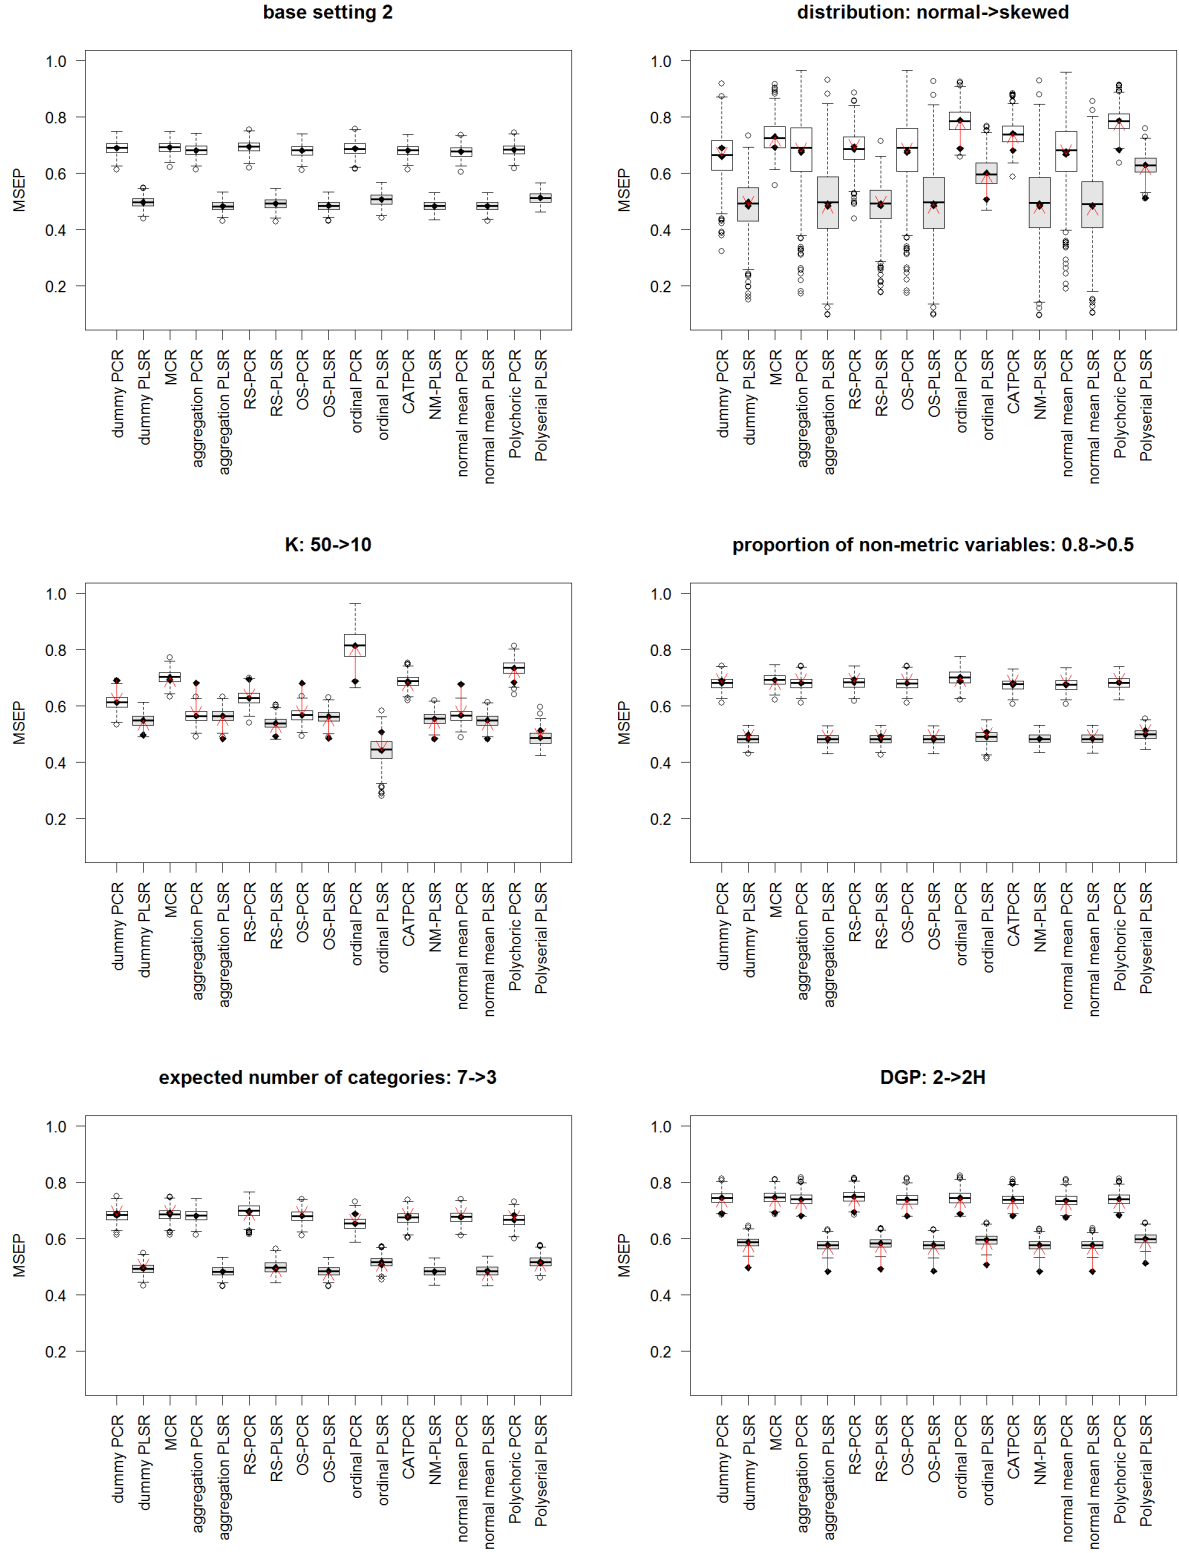 base setting 2
MSEP
1.0
0.8
0.6
0.4
0.2
dummy PCR
dummy PLSR
MCR
aggregation PCR
aggregation PLSR
RS-PCR
RS-PLSR
OS-PCR
OS-PLSR
ordinal PCR
ordinal PLSR
CATPCR
NM-PLSR
normal mean PCR
normal mean PLSR
Polychoric PCR
Polyserial PLSR
distribution: normal->skewed
MSEP
1.0
0.8
0.6
0.4
0.2
dummy PCR
dummy PLSR
MCR
aggregation PCR
aggregation PLSR
RS-PCR
RS-PLSR
OS-PCR
OS-PLSR
ordinal PCR
ordinal PLSR
CATPCR
NM-PLSR
normal mean PCR
normal mean PLSR
Polychoric PCR
Polyserial PLSR
K: 50->10
MSEP
1.0
0.8
0.6
0.4
0.2
dummy PCR
dummy PLSR
MCR
aggregation PCR
aggregation PLSR
RS-PCR
RS-PLSR
OS-PCR
OS-PLSR
ordinal PCR
ordinal PLSR
CATPCR
NM-PLSR
normal mean PCR
normal mean PLSR
Polychoric PCR
Polyserial PLSR
proportion of non-metric variables: 0.8->0.5
MSEP
1.0
0.8
0.6
0.4
0.2
dummy PCR
dummy PLSR
MCR
aggregation PCR
aggregation PLSR
RS-PCR
RS-PLSR
OS-PCR
OS-PLSR
ordinal PCR
ordinal PLSR
CATPCR
NM-PLSR
normal mean PCR
normal mean PLSR
Polychoric PCR
Polyserial PLSR
expected number of categories: 7->3
MSEP
1.0
0.8
0.6
0.4
0.2
dummy PCR
dummy PLSR
MCR
aggregation PCR
aggregation PLSR
RS-PCR
RS-PLSR
OS-PCR
OS-PLSR
ordinal PCR
ordinal PLSR
CATPCR
NM-PLSR
normal mean PCR
normal mean PLSR
Polychoric PCR
Polyserial PLSR
DGP: 2->2H
MSEP
1.0
0.8
0.6
0.4
0.2
dummy PCR
dummy PLSR
MCR
aggregation PCR
aggregation PLSR
RS-PCR
RS-PLSR
OS-PCR
OS-PLSR
ordinal PCR
ordinal PLSR
CATPCR
NM-PLSR
normal mean PCR
normal mean PLSR
Polychoric PCR
Polyserial PLSR